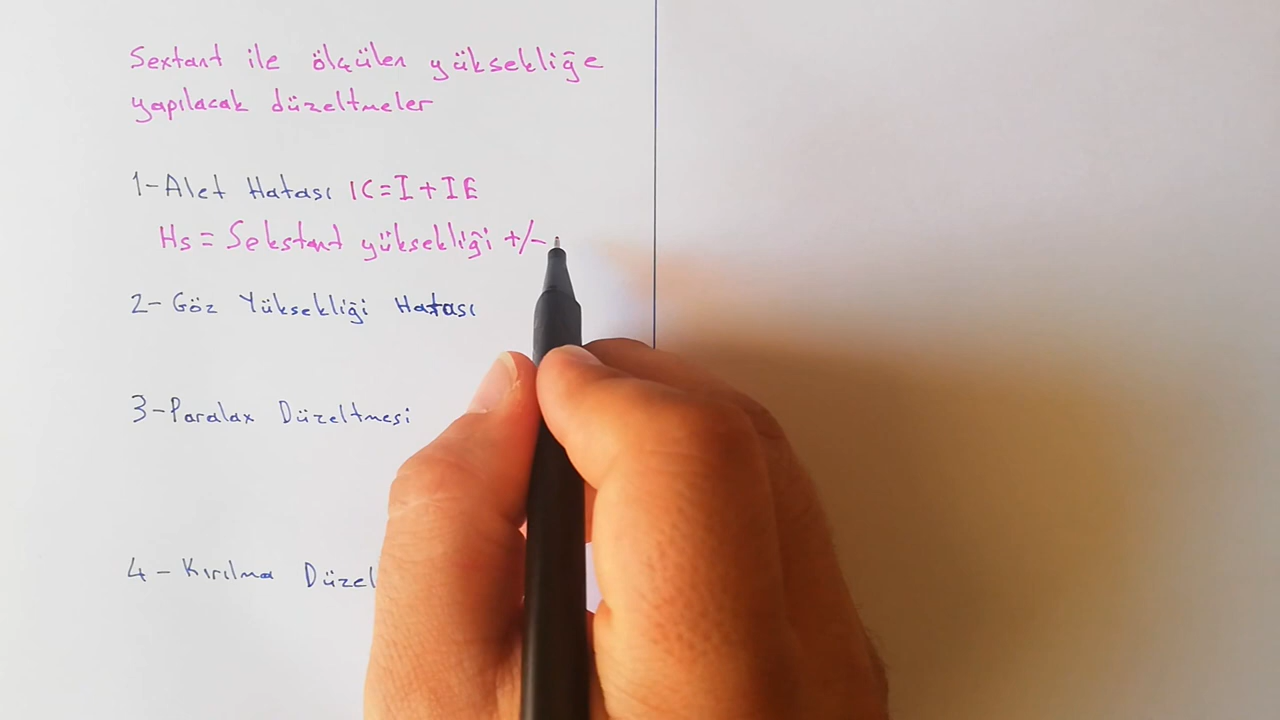 Sextant ile ölçülen yüksekliğe
yapılacak düzeltmeler
1-Alet Hatası IC=I+IE
Hs = Sekstant yüksekliği +/-
2- Göz Yüksekliği Hatası
3-Paralax Düzeltmesi
4- Kırılma Düzel